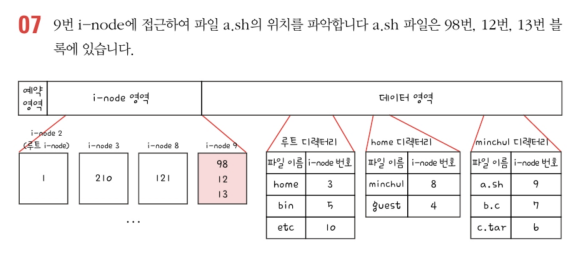 07 9번 i-node에 접근하여 파일 a.sh의 위치를 파악합니다 a.sh 파일은 98번, 12번, 13번 블
록에 있습니다.
예약 영역 i-node 영역 데이터 영역
i-node 2 (루트 i-node) i-node 3 i-node 8 i-node 9
1 210 121 98 12 13
...
루트 디렉터리 home 디렉터리 minchul 디렉터리
파일 이름 i-node 번호 파일 이름 i-node 번호 파일 이름 i-node 번호
home 3 minchul 8 a.sh 9
bin 5 guest 4 b.c 7
etc 10 c.tar 6